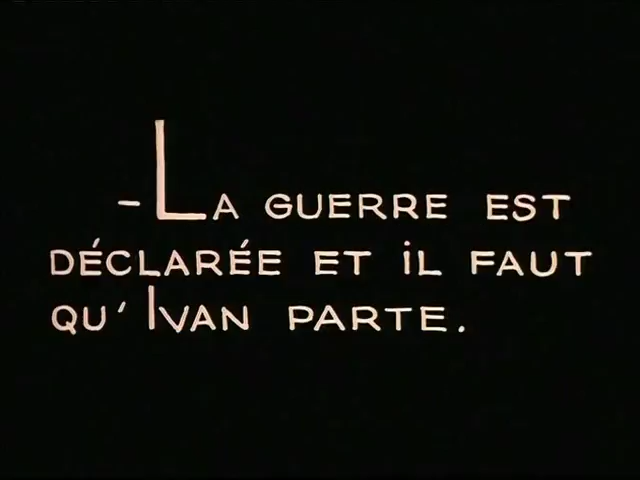 – LA GUERRE EST
DÉCLARÉE ET iL FAUT
QU'IVAN PARTE.